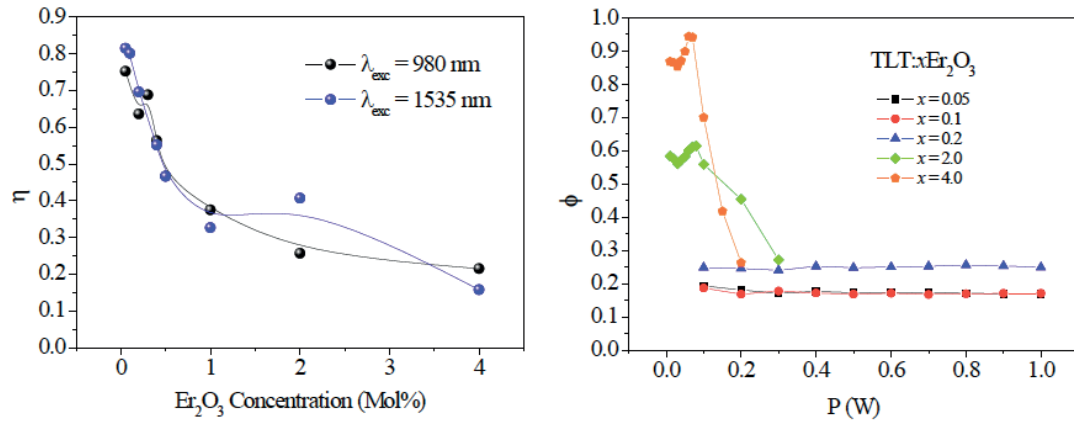 0.9
0.8
0.7
0.6
0.5
0.4
0.3
0.2
0.1
0.0
η
0
1
2
3
4
Er₂O₃ Concentration (Mol%)
λexc = 980 nm
λexc = 1535 nm
1.0
0.9
0.8
0.7
0.6
0.5
0.4
0.3
0.2
0.1
0.0
ϕ
0.0
0.2
0.4
0.6
0.8
1.0
P (W)
TLT:xEr₂O₃
x = 0.05
x = 0.1
x = 0.2
x = 2.0
x = 4.0